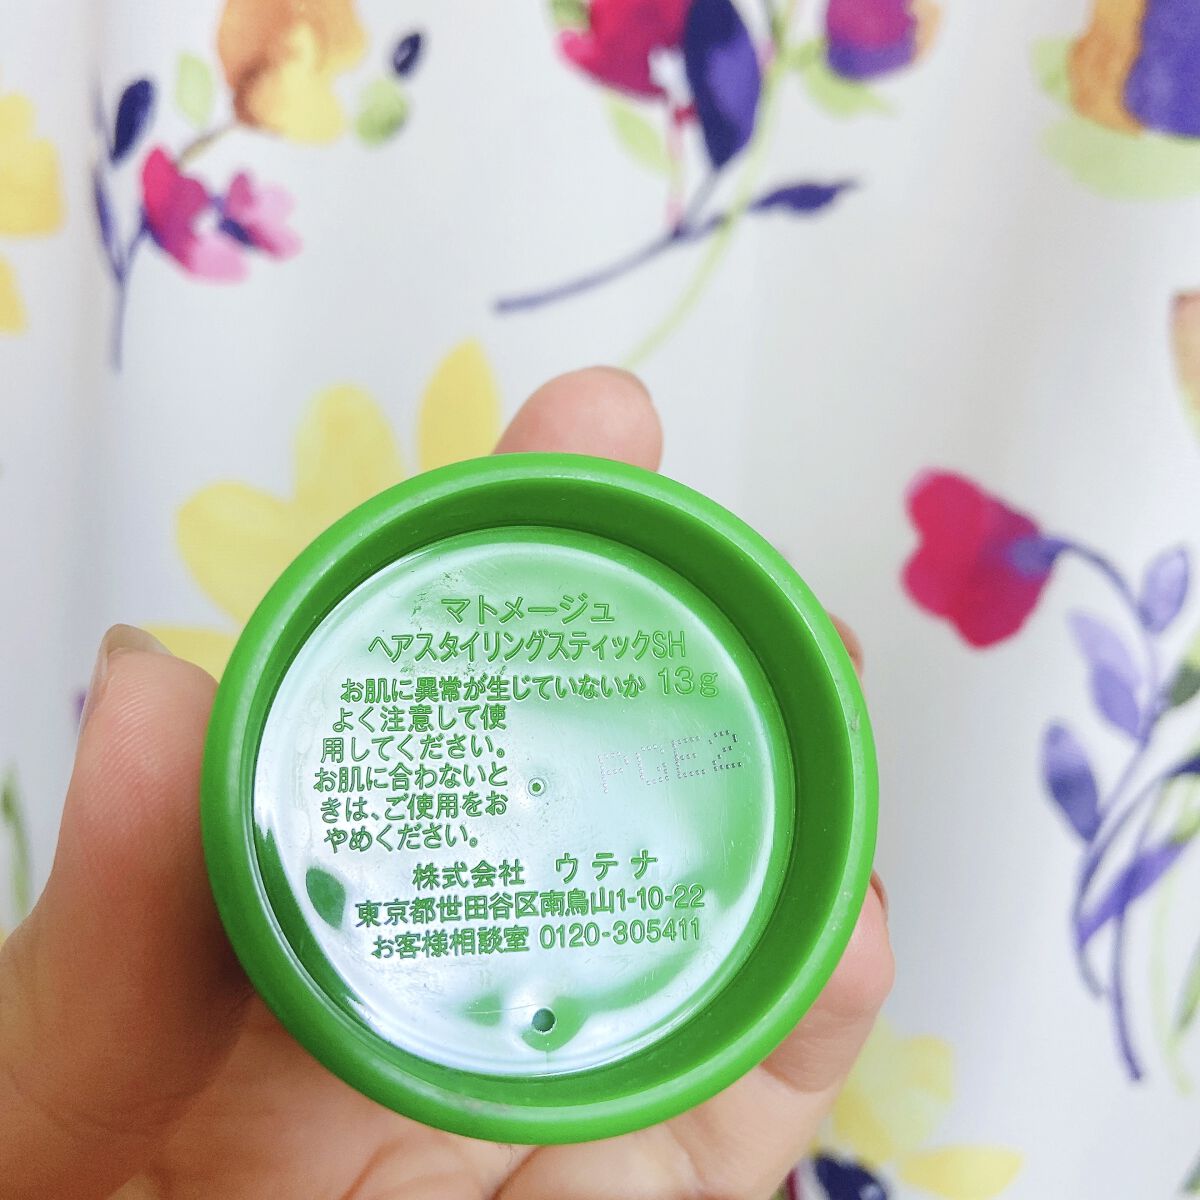 マトメージュ
ヘアスタイリングスティックSH
お肌に異常が生じていないか 13g
よく注意して使
用してください。
お肌に合わないと
きは、ご使用をお
やめください。
PGE2
株式会社 ウテナ
東京都世田谷区南烏山1-10-22
お客様相談室 0120-305411